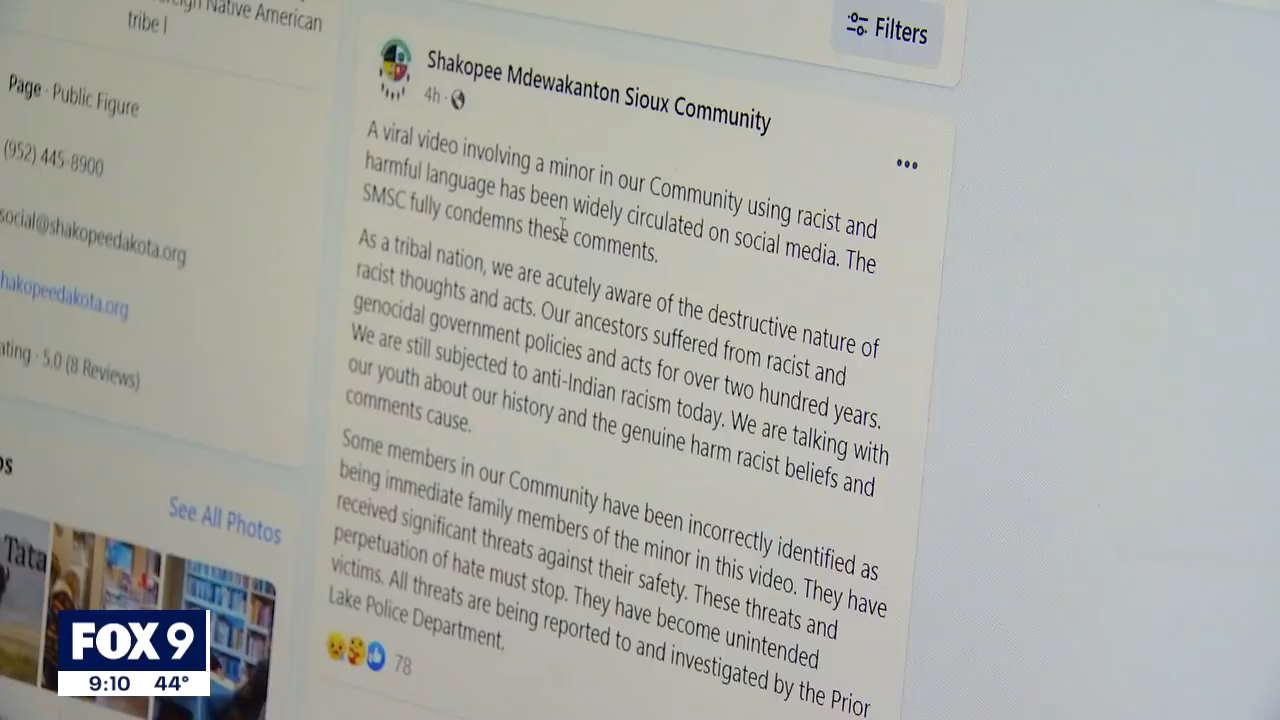 Native American
tribe l
Page · Public Figure
(952) 445-8900
social@shakopeedakota.org
hakopeedakota.org
ating · 5.0 (8 Reviews)
os
See All Photos
Tata
Filters
Shakopee Mdewakanton Sioux Community
4h ·
A viral video involving a minor in our Community using racist and
harmful language has been widely circulated on social media. The
SMSC fully condemns these comments.
As a tribal nation, we are acutely aware of the destructive nature of
racist thoughts and acts. Our ancestors suffered from racist and
genocidal government policies and acts for over two hundred years.
We are still subjected to anti-Indian racism today. We are talking with
our youth about our history and the genuine harm racist beliefs and
comments cause.
Some members in our Community have been incorrectly identified as
being immediate family members of the minor in this video. They have
received significant threats against their safety. These threats and
perpetuation of hate must stop. They have become unintended
victims. All threats are being reported to and investigated by the Prior
Lake Police Department.
78
FOX 9
9:10 44°